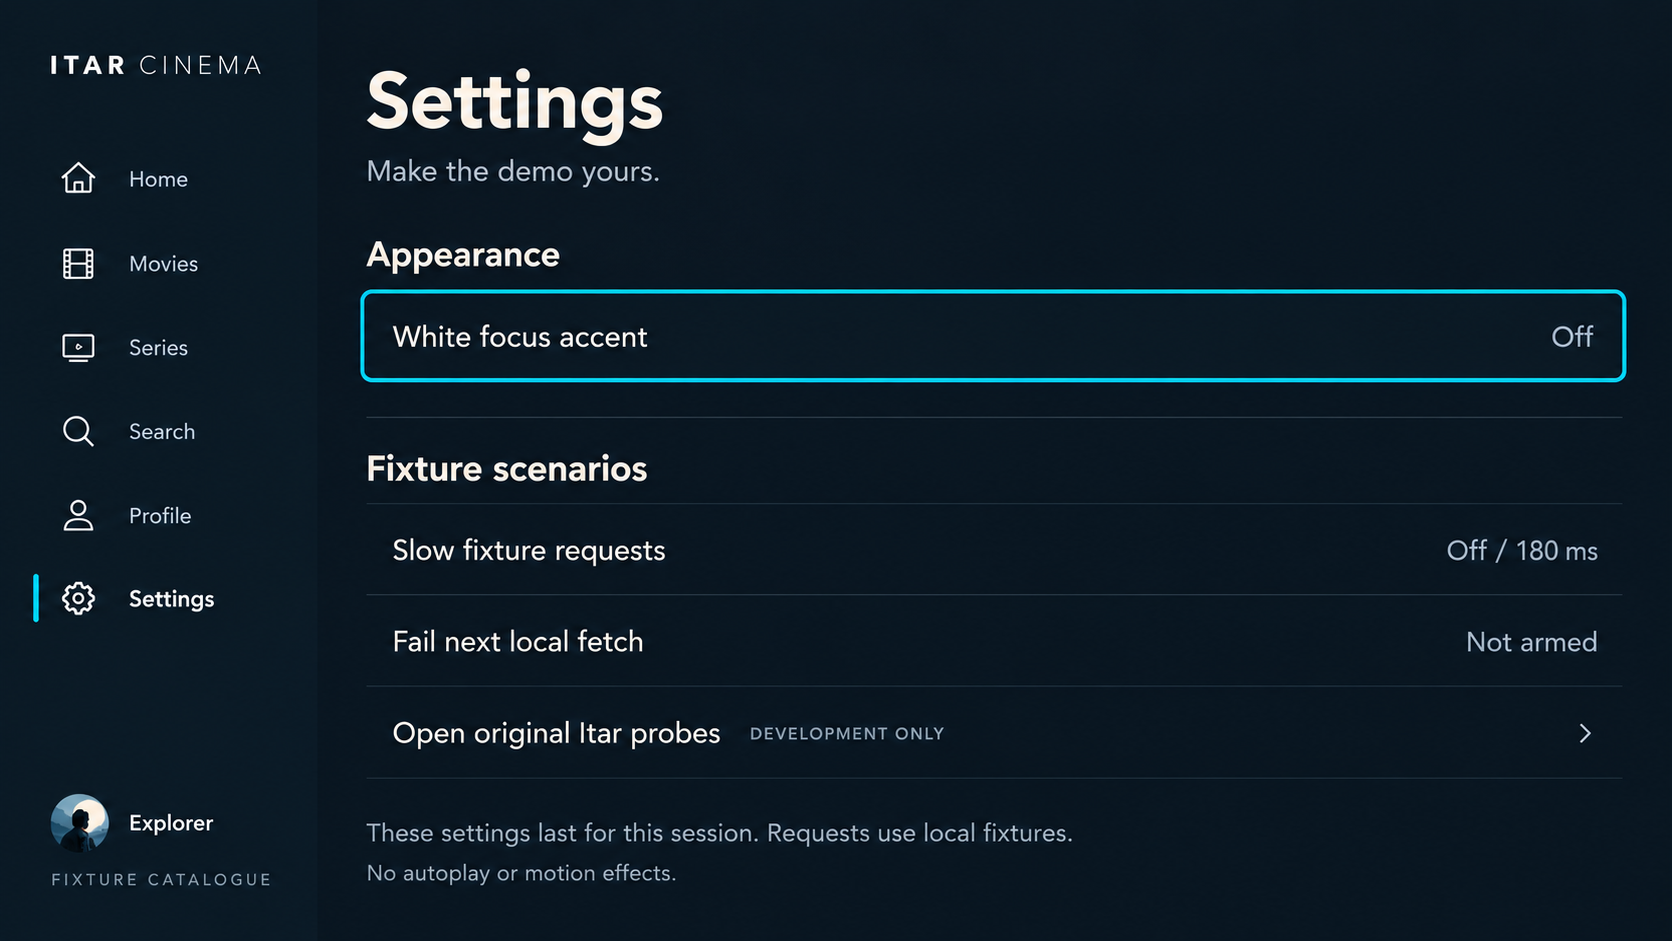 ITAR CINEMA
Home
Movies
Series
Search
Profile
Settings
Explorer
FIXTURE CATALOGUE
Settings
Make the demo yours.
Appearance
White focus accent Off
Fixture scenarios
Slow fixture requests Off / 180 ms
Fail next local fetch Not armed
Open original Itar probes DEVELOPMENT ONLY
These settings last for this session. Requests use local fixtures.
No autoplay or motion effects.